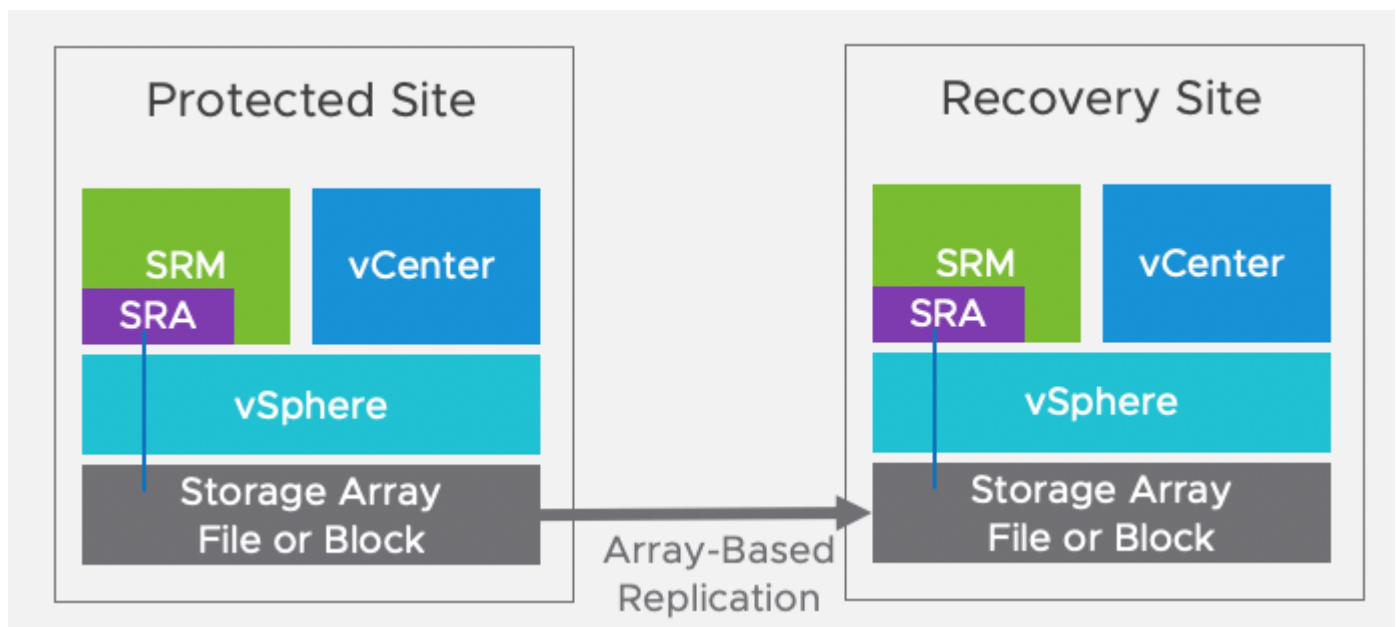 Protected Site
SRM
SRA
vCenter
vSphere
Storage Array
File or Block
Array-Based
Replication
Recovery Site
SRM
SRA
vCenter
vSphere
Storage Array
File or Block